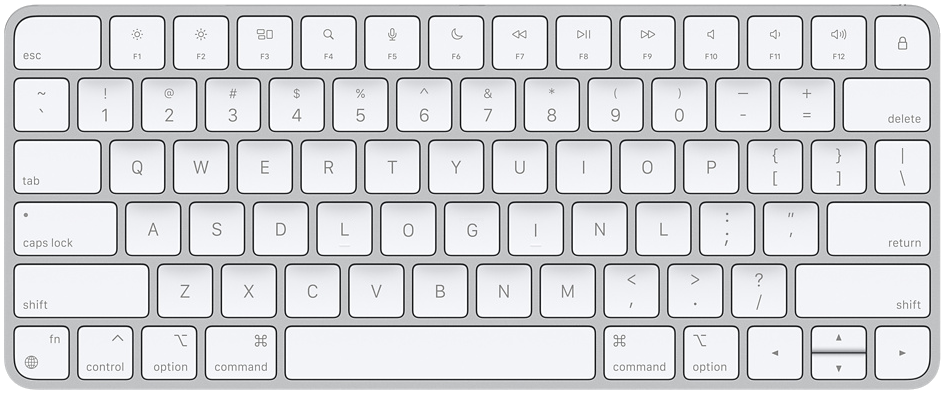 esc F1 F2 F3 F4 F5 F6 F7 F8 F9 F10 F11 F12
~ ! @ # $ % ^ & * ( ) — +
` 1 2 3 4 5 6 7 8 9 0 - = delete
{ } |
tab Q W E R T Y U I O P [ ] \
: "
caps lock A S D L O G I N L ; ' return
< > ?
shift Z X C V B N M , . / shift
fn ⌃ ⌥ ⌘ ⌘ ⌥
control option command command option